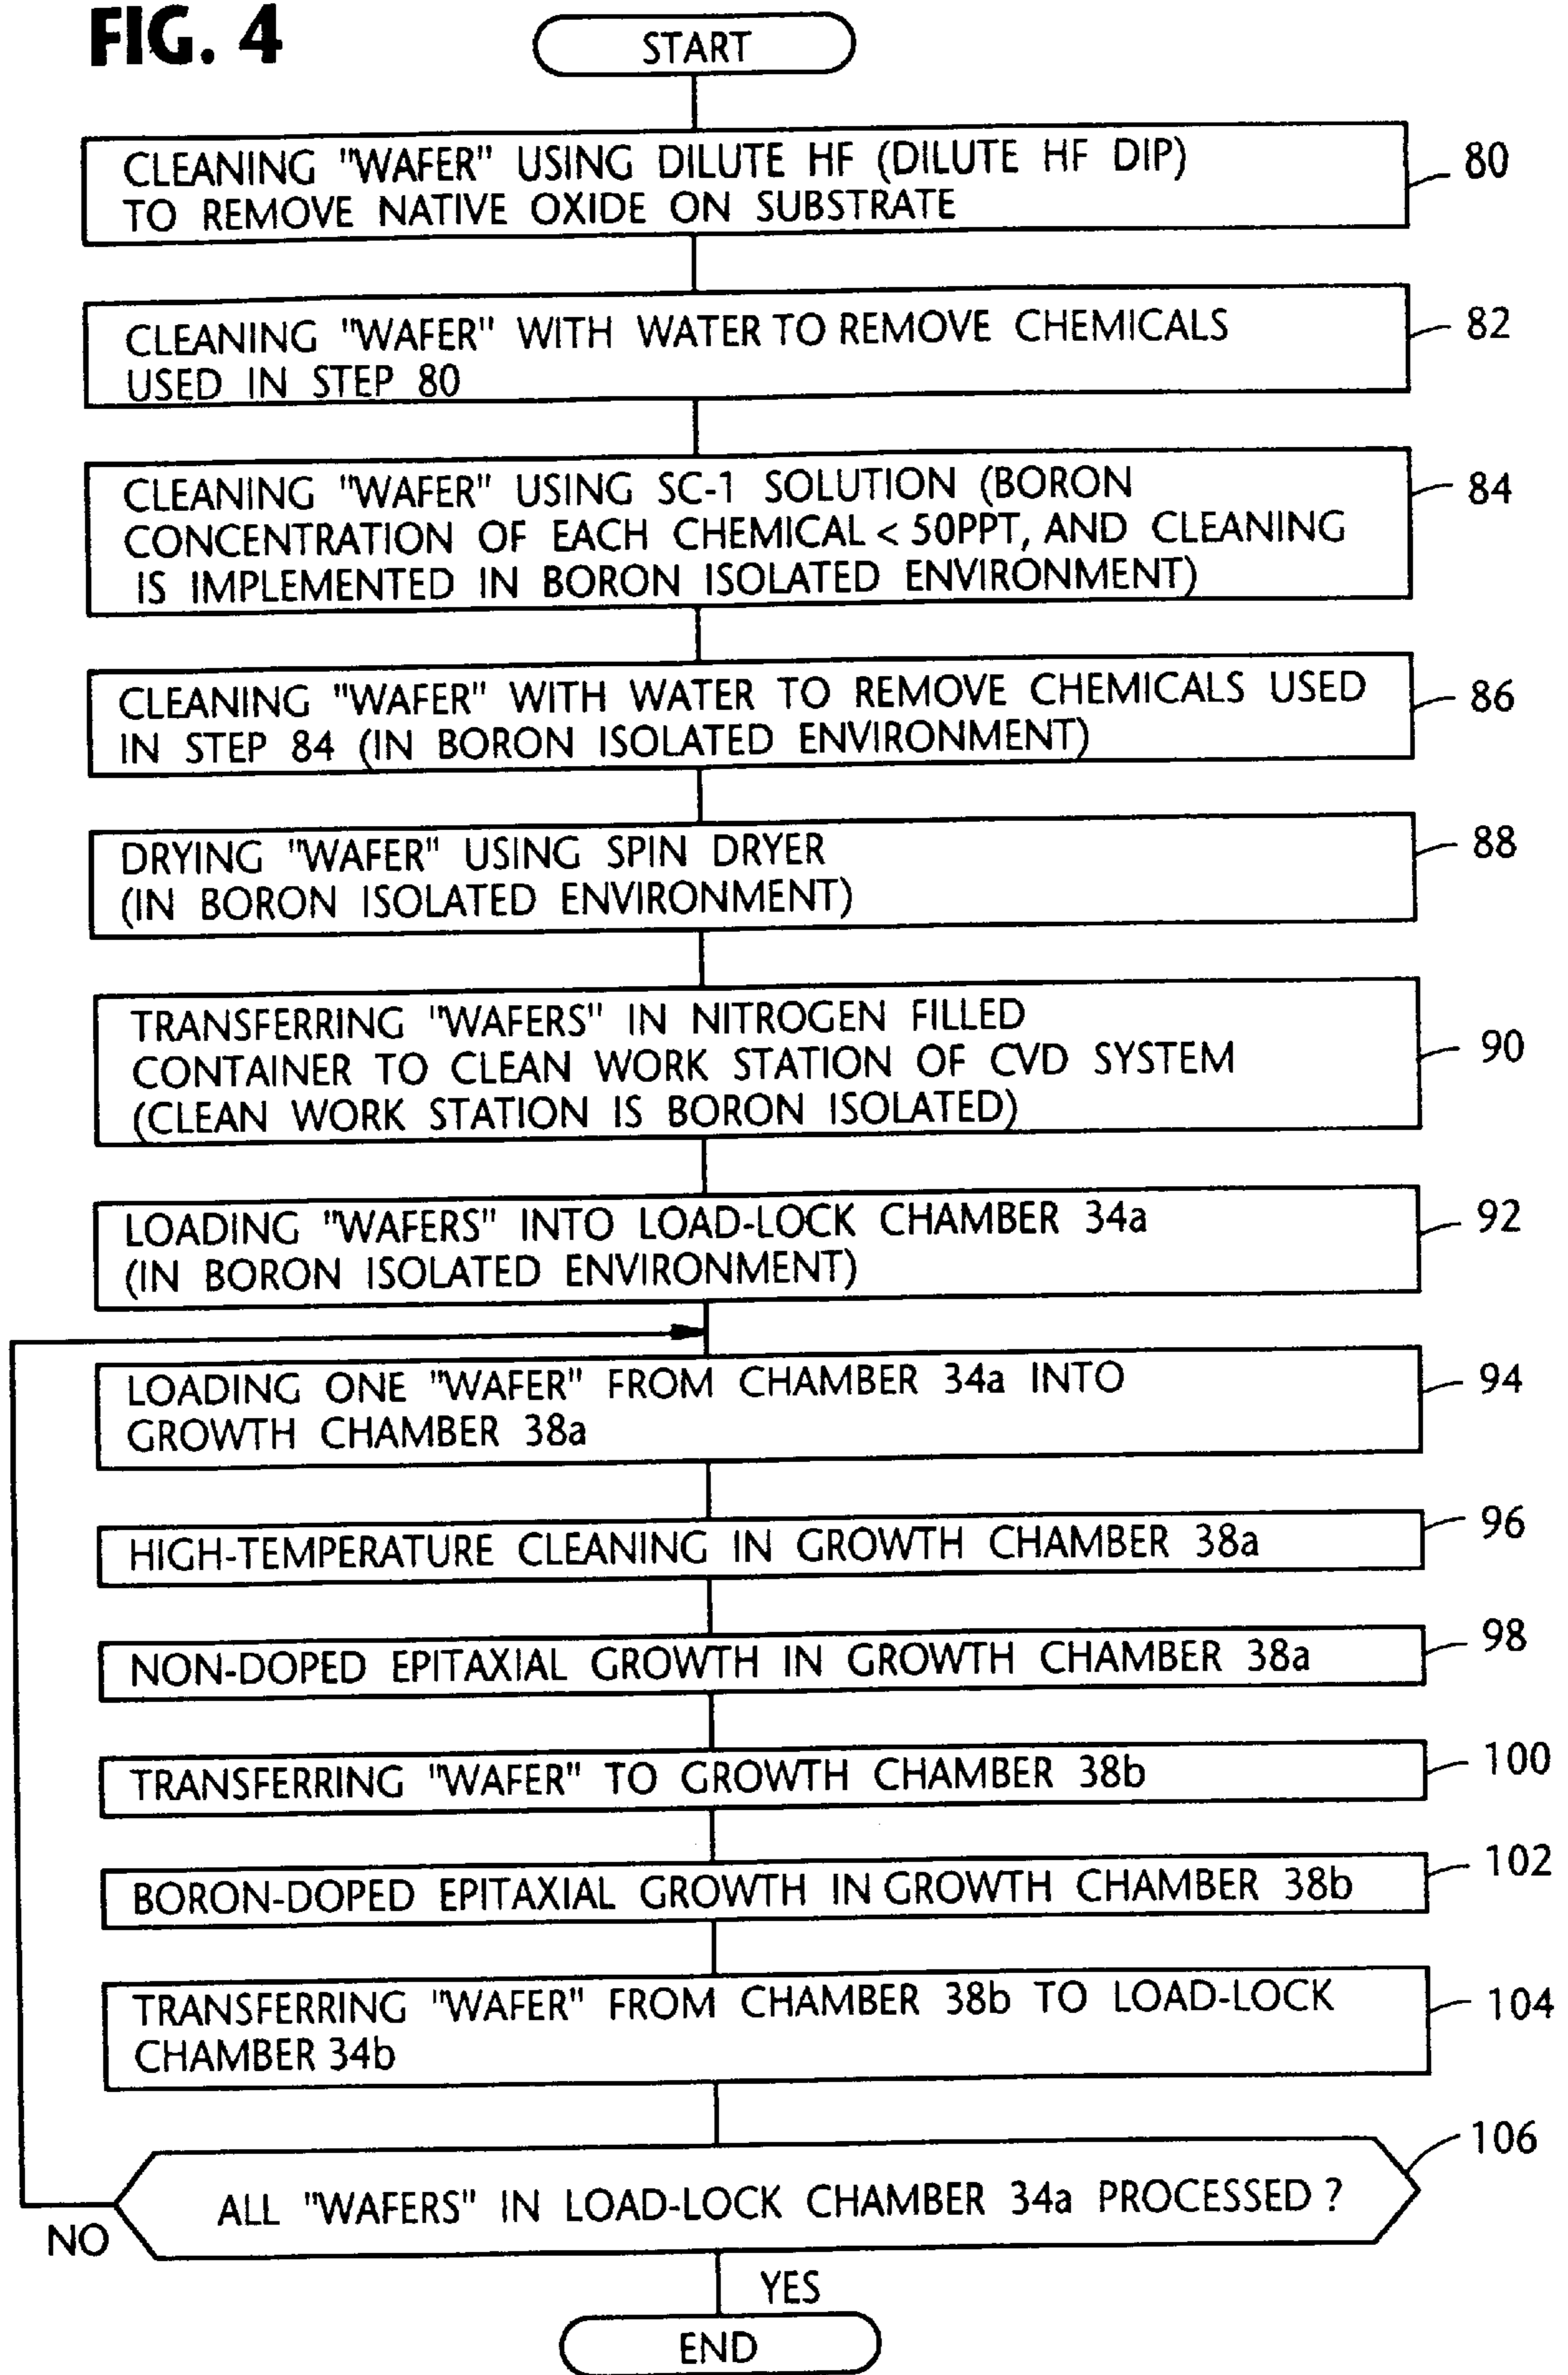 FIG. 4
START
CLEANING "WAFER" USING DILUTE HF (DILUTE HF DIP)
TO REMOVE NATIVE OXIDE ON SUBSTRATE
80
CLEANING "WAFER" WITH WATER TO REMOVE CHEMICALS
USED IN STEP 80
82
CLEANING "WAFER" USING SC-1 SOLUTION (BORON
CONCENTRATION OF EACH CHEMICAL < 50PPT, AND CLEANING
IS IMPLEMENTED IN BORON ISOLATED ENVIRONMENT)
84
CLEANING "WAFER" WITH WATER TO REMOVE CHEMICALS USED
IN STEP 84 (IN BORON ISOLATED ENVIRONMENT)
86
DRYING "WAFER" USING SPIN DRYER
(IN BORON ISOLATED ENVIRONMENT)
88
TRANSFERRING "WAFERS" IN NITROGEN FILLED
CONTAINER TO CLEAN WORK STATION OF CVD SYSTEM
(CLEAN WORK STATION IS BORON ISOLATED)
90
LOADING "WAFERS" INTO LOAD-LOCK CHAMBER 34a
(IN BORON ISOLATED ENVIRONMENT)
92
LOADING ONE "WAFER" FROM CHAMBER 34a INTO
GROWTH CHAMBER 38a
94
HIGH-TEMPERATURE CLEANING IN GROWTH CHAMBER 38a
96
NON-DOPED EPITAXIAL GROWTH IN GROWTH CHAMBER 38a
98
TRANSFERRING "WAFER" TO GROWTH CHAMBER 38b
100
BORON-DOPED EPITAXIAL GROWTH IN GROWTH CHAMBER 38b
102
TRANSFERRING "WAFER" FROM CHAMBER 38b TO LOAD-LOCK
CHAMBER 34b
104
ALL "WAFERS" IN LOAD-LOCK CHAMBER 34a PROCESSED ?
106
NO
YES
END